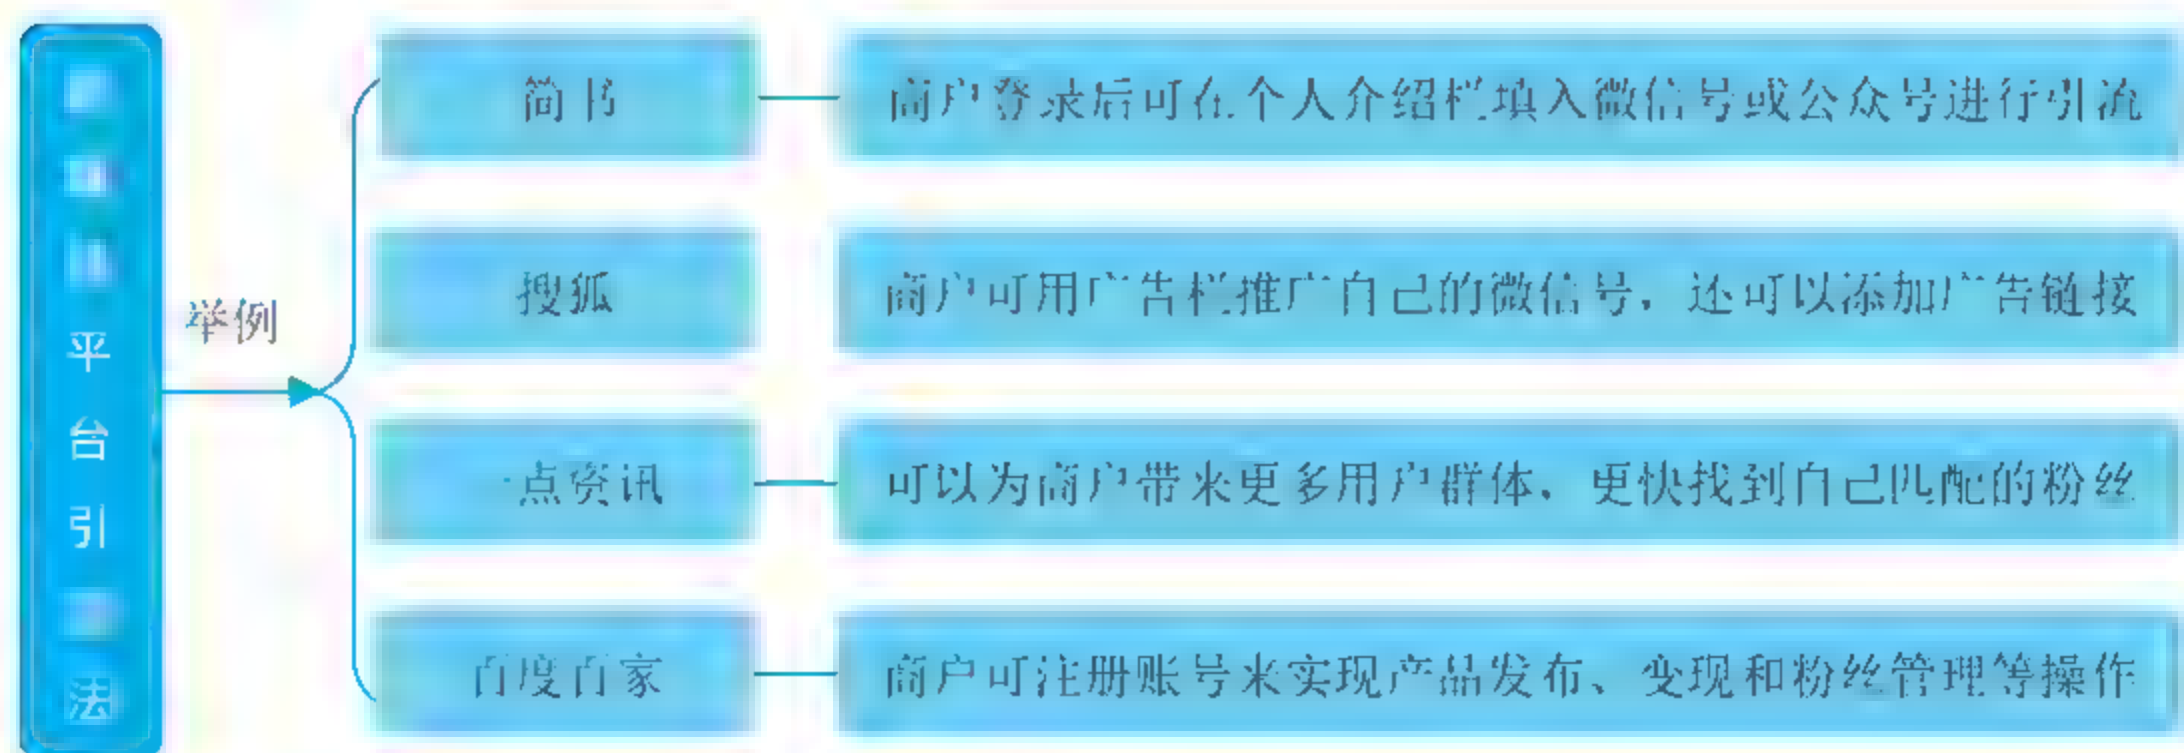 平台引
法
举例
简书
商户登录后可在个人介绍栏填入微信号或公众号进行引流
搜狐
商户可用广告栏推广自己的微信号，还可以添加广告链接
一点资讯
可以为商户带来更多用户群体，更快找到自己匹配的粉丝
百度百家
商户可注册账号来实现产品发布、变现和粉丝管理等操作